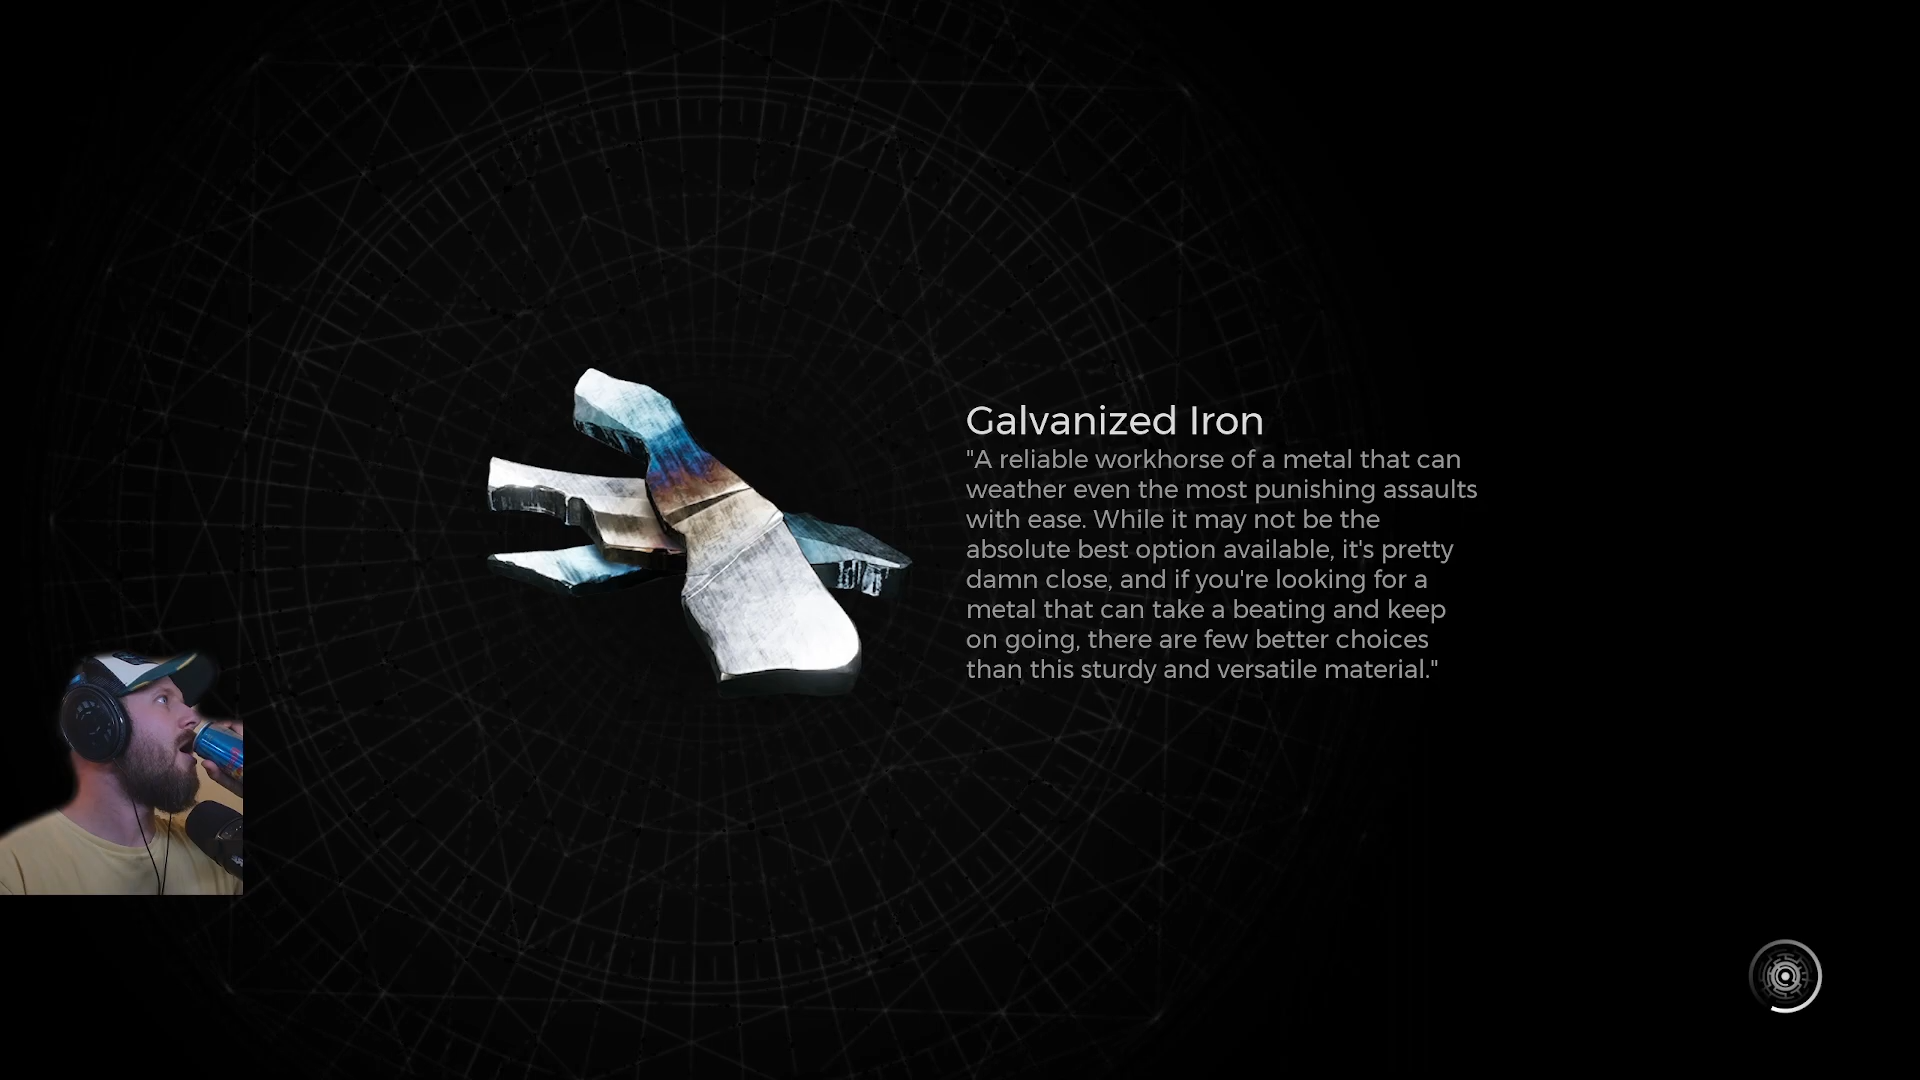 Galvanized Iron
"A reliable workhorse of a metal that can
weather even the most punishing assaults
with ease. While it may not be the
absolute best option available, it's pretty
damn close, and if you're looking for a
metal that can take a beating and keep
on going, there are few better choices
than this sturdy and versatile material."